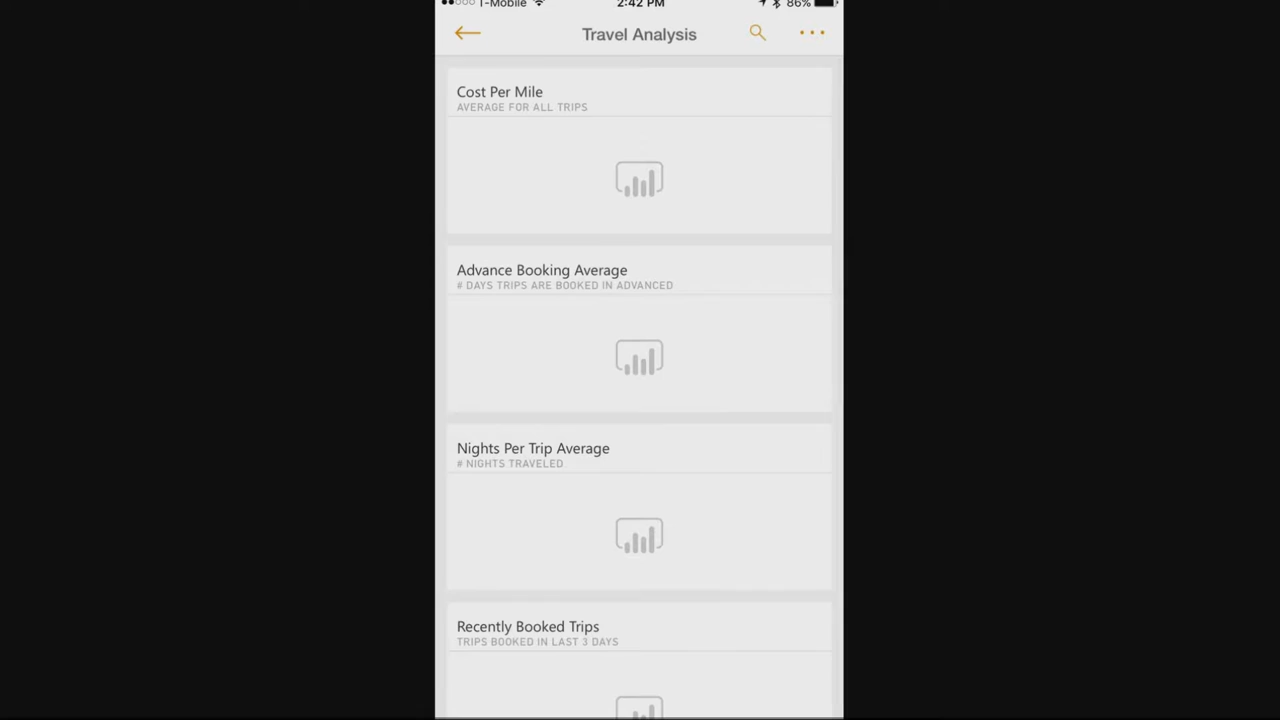 T-Mobile 2:42 PM 86%
Travel Analysis
Cost Per Mile
AVERAGE FOR ALL TRIPS
Advance Booking Average
# DAYS TRIPS ARE BOOKED IN ADVANCED
Nights Per Trip Average
# NIGHTS TRAVELED
Recently Booked Trips
TRIPS BOOKED IN LAST 3 DAYS